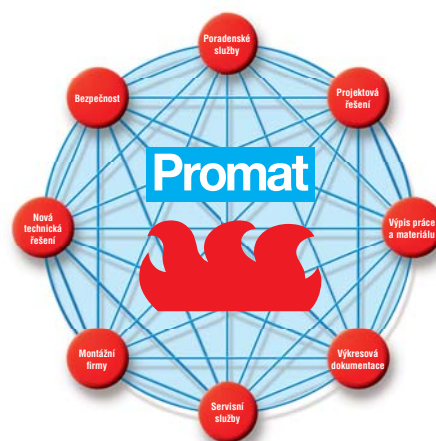 Poradenské
služby
Bezpečnost
Projektová
řešení
Promat
Nová
technická
řešení
Výpis práce
a materiálu
Montážní
firmy
Výkresová
dokumentace
Servisní
služby